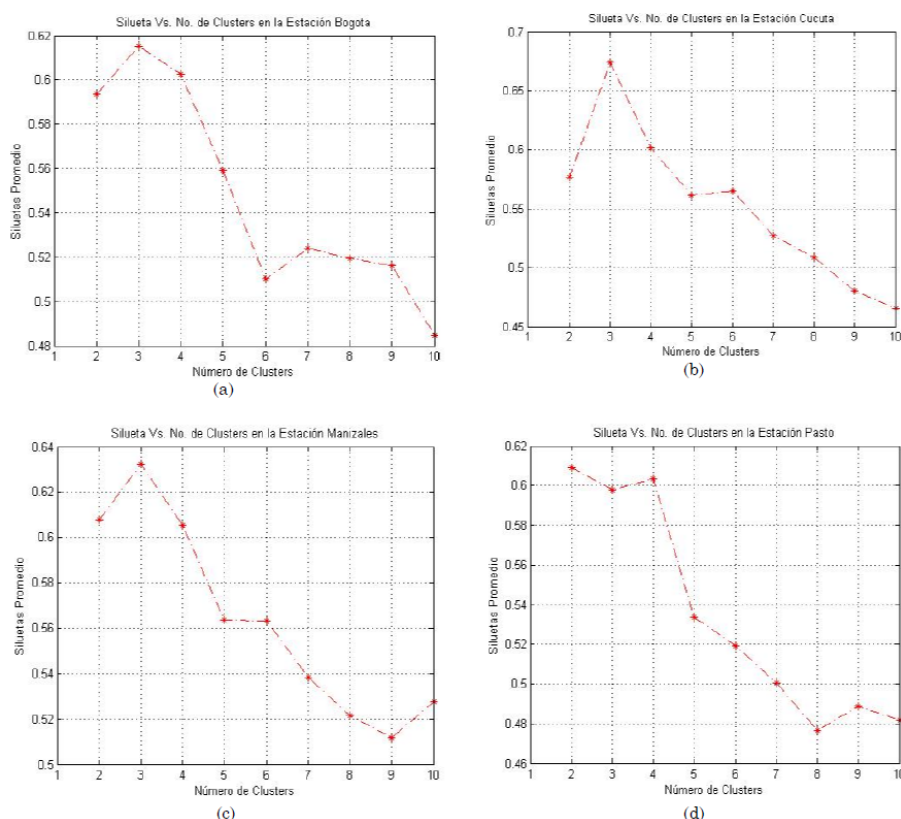 Silueta Vs. No. de Clusters en la Estación Bogota
0.62
0.6
0.58
0.56
0.54
0.52
0.5
0.48
Siluetas Promedio
1 2 3 4 5 6 7 8 9 10
Número de Clusters
(a)
Silueta Vs. No. de Clusters en la Estación Cucuta
0.7
0.65
0.6
0.55
0.5
0.45
Siluetas Promedio
1 2 3 4 5 6 7 8 9 10
Número de Clusters
(b)
Silueta Vs. No. de Clusters en la Estación Manizales
0.64
0.62
0.6
0.58
0.56
0.54
0.52
0.5
Siluetas Promedio
1 2 3 4 5 6 7 8 9 10
Número de Clusters
(c)
Silueta Vs. No. de Clusters en la Estación Pasto
0.62
0.6
0.58
0.56
0.54
0.52
0.5
0.48
0.46
Siluetas Promedio
1 2 3 4 5 6 7 8 9 10
Número de Clusters
(d)